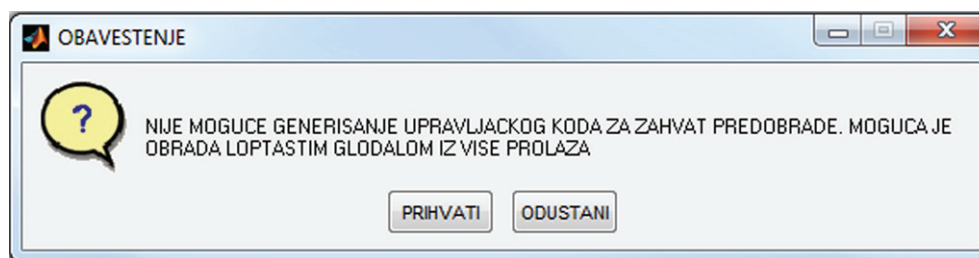 OBAVESTENJE
?
NIJE MOGUCE GENERISANJE UPRAVLJACKOG KODA ZA ZAHVAT PREDOBRADE. MOGUCA JE
OBRADA LOPTASTIM GLODALOM IZ VISE PROLAZA
PRIHVATI ODUSTANI